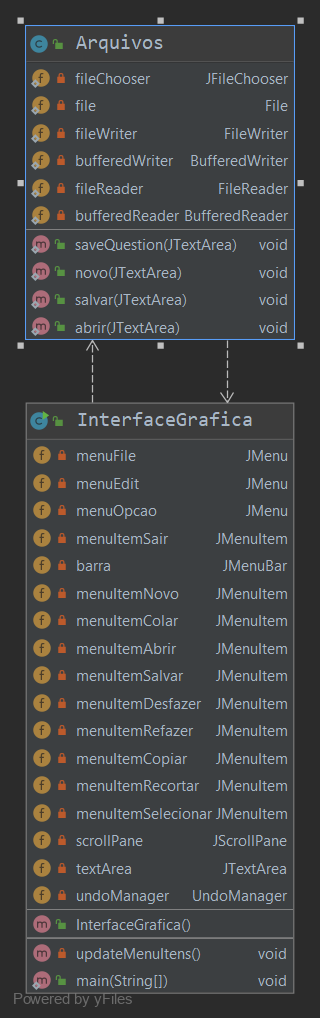 Arquivos
fileChooser JFileChooser
file File
fileWriter FileWriter
bufferedWriter BufferedWriter
fileReader FileReader
bufferedReader BufferedReader
saveQuestion(JTextArea) void
novo(JTextArea) void
salvar(JTextArea) void
abrir(JTextArea) void
InterfaceGrafica
menuFile JMenu
menuEdit JMenu
menuOpcao JMenu
menuItemSair JMenuItem
barra JMenuBar
menuItemNovo JMenuItem
menuItemColar JMenuItem
menuItemAbrir JMenuItem
menuItemSalvar JMenuItem
menuItemDesfazer JMenuItem
menuItemRefazer JMenuItem
menuItemCopiar JMenuItem
menuItemRecortar JMenuItem
menuItemSelecionar JMenuItem
scrollPane JScrollPane
textArea JTextArea
undoManager UndoManager
InterfaceGrafica()
updateMenuItens() void
main(String[]) void
Powered by yFiles